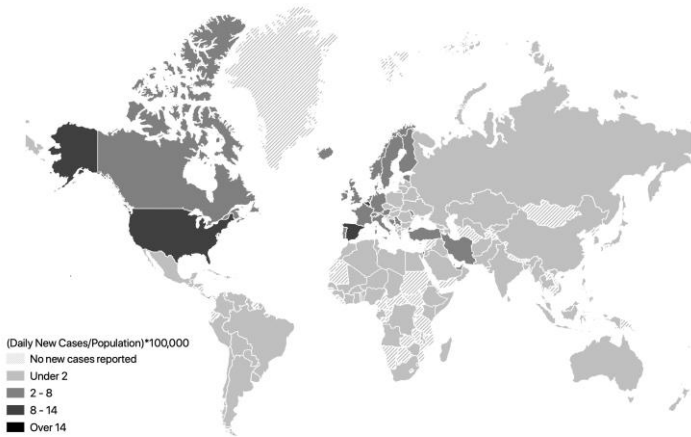 (Daily New Cases/Population)*100,000
No new cases reported
Under 2
2 - 8
8 - 14
Over 14